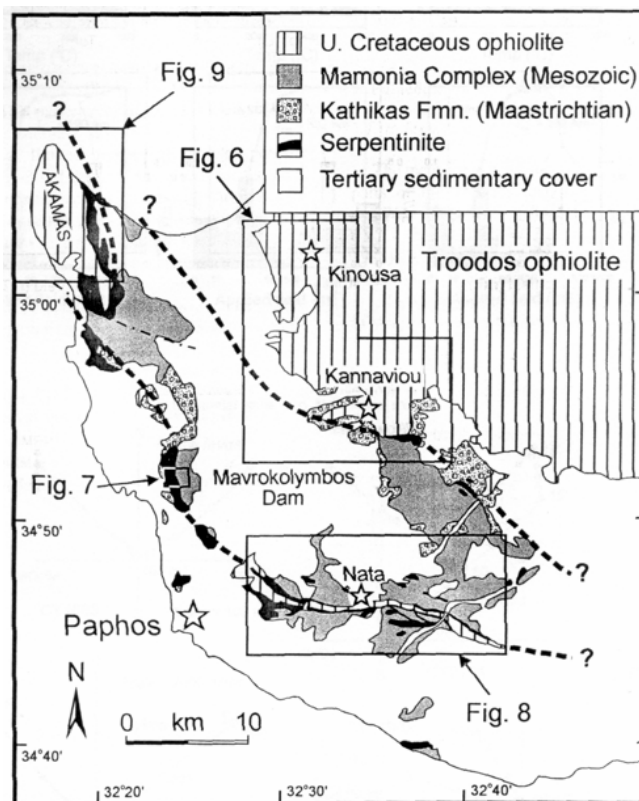 U. Cretaceous ophiolite
Mamonia Complex (Mesozoic)
Kathikas Fmn. (Maastrichtian)
Serpentinite
Tertiary sedimentary cover
35°10'
Fig. 9
?
Fig. 6
AKAMAS
?
Kinousa
Troodos ophiolite
35°00'
Kannaviou
Fig. 7
Mavrokolymbos
Dam
34°50'
Nata
?
Paphos
?
N
Fig. 8
0 km 10
34°40'
32°20' 32°30' 32°40'